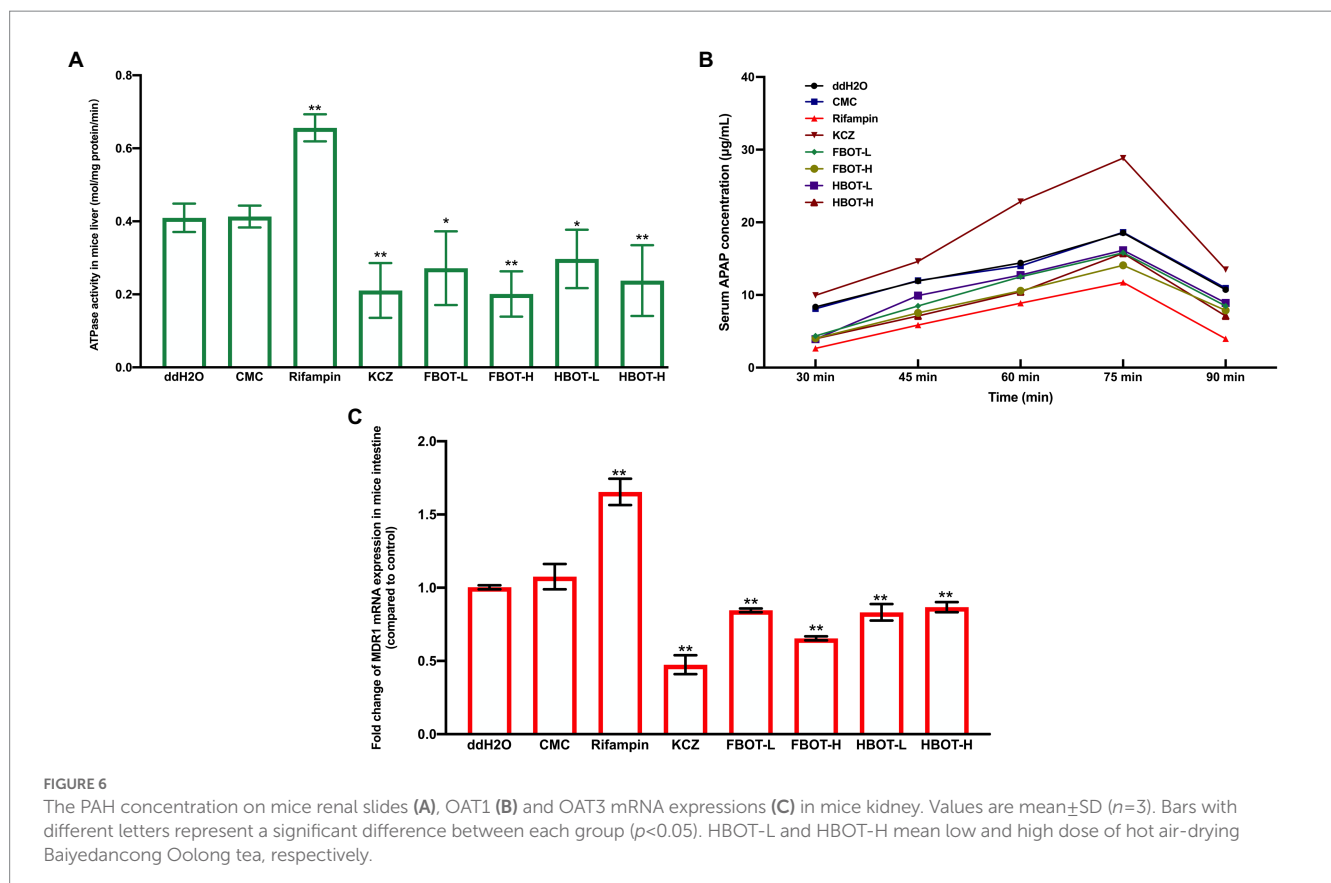 A
ATPase activity in mice liver (mol/mg protein/min)
0.8
0.6
0.4
0.2
0.0
**
**
*
**
*
**
ddH2O CMC Rifampin KCZ FBOT-L FBOT-H HBOT-L HBOT-H
B
Serum APAP concentration (μg/mL)
40
30
20
10
0
ddH2O
CMC
Rifampin
KCZ
FBOT-L
FBOT-H
HBOT-L
HBOT-H
30 min 45 min 60 min 75 min 90 min
Time (min)
C
Fold change of MDR1 mRNA expression in mice intestine
(compared to control)
2.0
1.5
1.0
0.5
0.0
**
**
**
**
**
**
ddH2O CMC Rifampin KCZ FBOT-L FBOT-H HBOT-L HBOT-H
FIGURE 6
The PAH concentration on mice renal slides (A), OAT1 (B) and OAT3 mRNA expressions (C) in mice kidney. Values are mean±SD (n=3). Bars with
different letters represent a significant difference between each group (p<0.05). HBOT-L and HBOT-H mean low and high dose of hot air-drying
Baiyedancong Oolong tea, respectively.